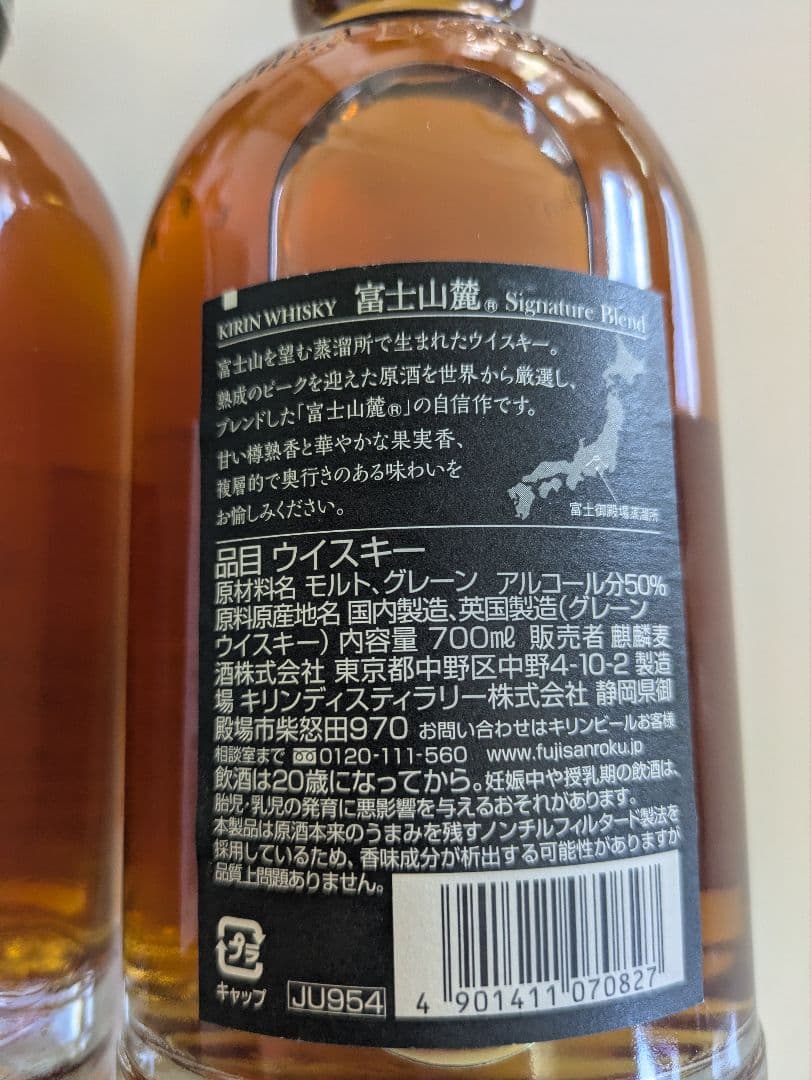 KIRIN WHISKY 富士山麓® Signature Blend
富士山を望む蒸溜所で生まれたウイスキー。
熟成のピークを迎えた原酒を世界から厳選し、
ブレンドした「富士山麓®」の自信作です。
甘い樽熟香と華やかな果実香、
複層的で奥行きのある味わいを
お愉しみください。
富士御殿場蒸溜所
品目 ウイスキー
原材料名 モルト、グレーン アルコール分50%
原料原産地名 国内製造、英国製造(グレーン
ウイスキー) 内容量 700mℓ 販売者 麒麟麦
酒株式会社 東京都中野区中野4-10-2 製造
場 キリンディスティラリー株式会社 静岡県御
殿場市柴怒田970 お問い合わせはキリンビールお客様
相談室まで 0120-111-560 www.fujisanroku.jp
飲酒は20歳になってから。妊娠中や授乳期の飲酒は、
胎児・乳児の発育に悪影響を与えるおそれがあります。
本製品は原酒本来のうまみを残すノンチルフィルタード製法を
採用しているため、香味成分が析出する可能性がありますが
品質上問題ありません。
プラ
キャップ
JU954
4 901411 070827